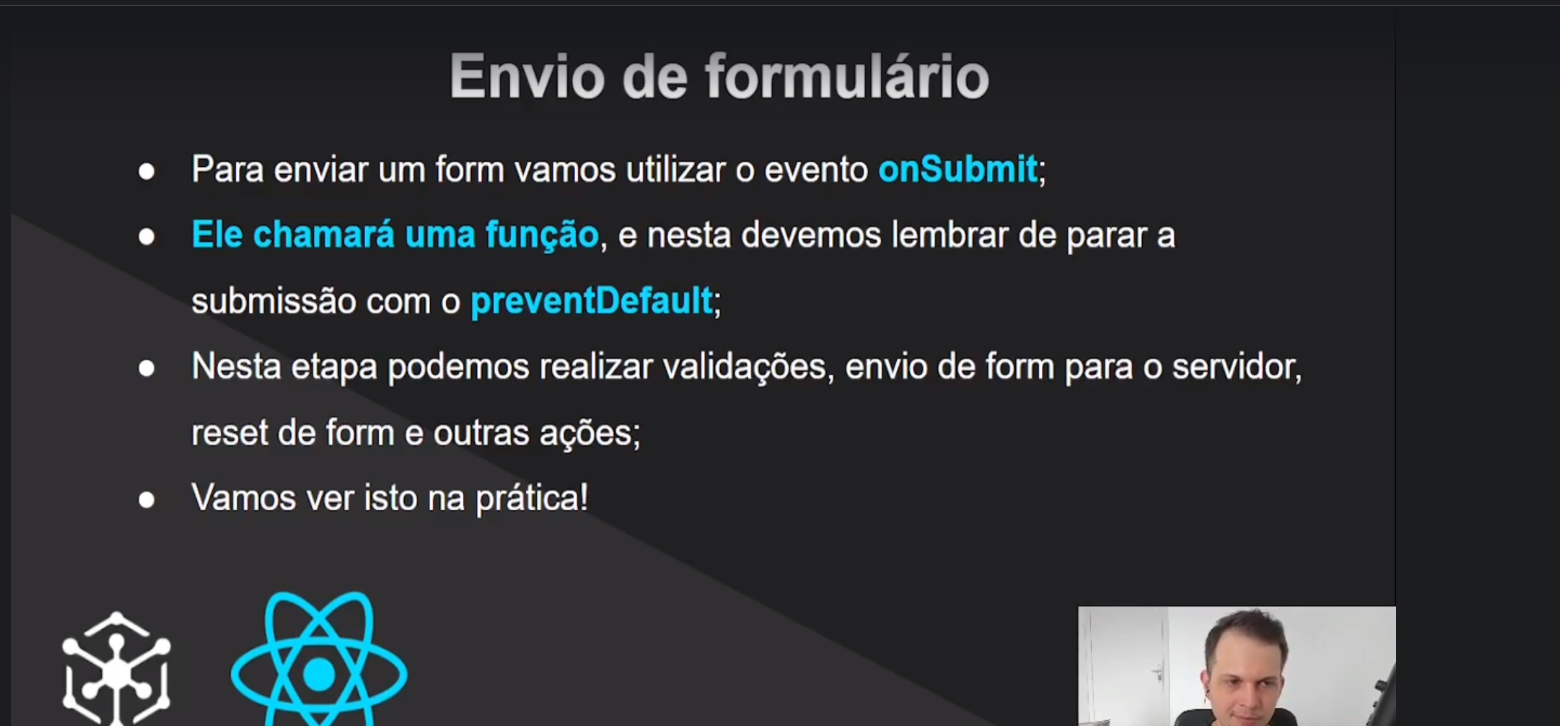 Envio de formulário
● Para enviar um form vamos utilizar o evento onSubmit;
● Ele chamará uma função, e nesta devemos lembrar de parar a
submissão com o preventDefault;
● Nesta etapa podemos realizar validações, envio de form para o servidor,
reset de form e outras ações;
● Vamos ver isto na prática!